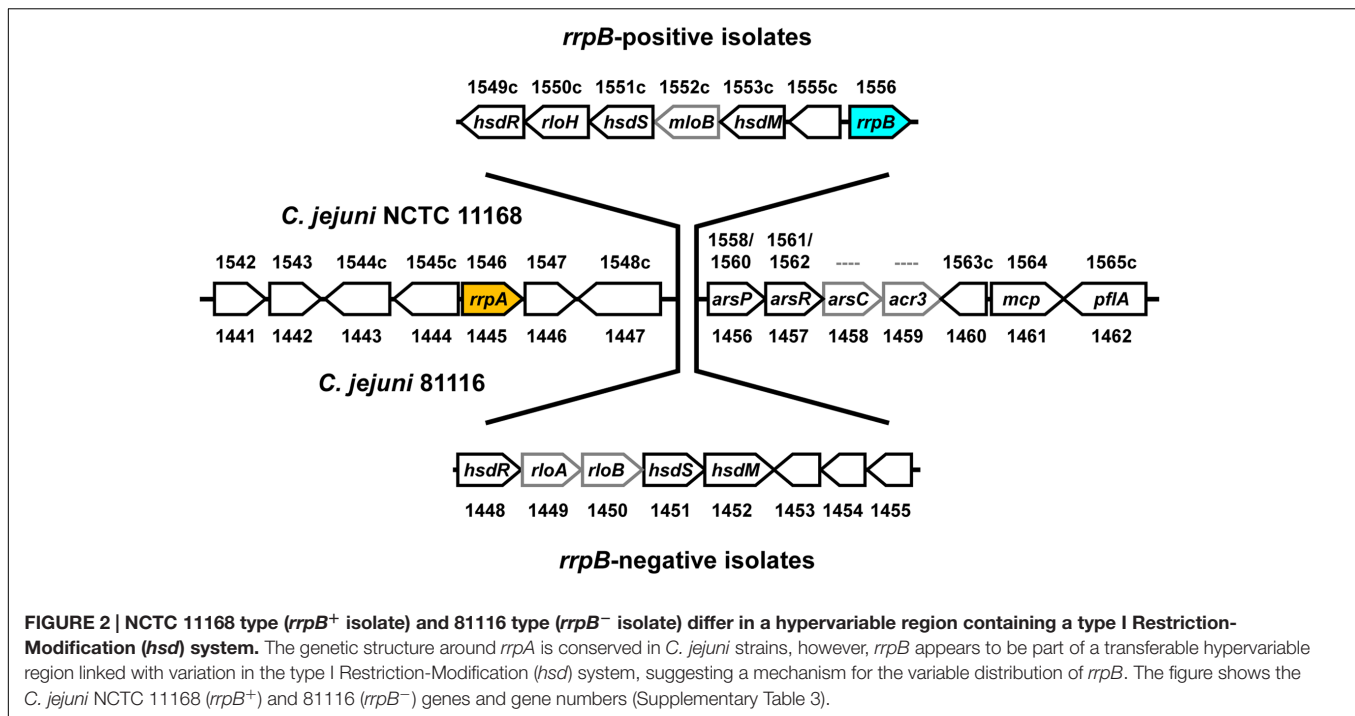 rrpB-positive isolates
1549c 1550c 1551c 1552c 1553c 1555c 1556
hsdR rloH hsdS mloB hsdM rrpB
C. jejuni NCTC 11168
1558/ 1561/
1542 1543 1544c 1545c 1546 1547 1548c 1560 1562 ---- ---- 1563c 1564 1565c
rrpA arsP arsR arsC acr3 mcp pflA
1441 1442 1443 1444 1445 1446 1447 1456 1457 1458 1459 1460 1461 1462
C. jejuni 81116
hsdR rloA rloB hsdS hsdM
1448 1449 1450 1451 1452 1453 1454 1455
rrpB-negative isolates
FIGURE 2 | NCTC 11168 type (rrpB+ isolate) and 81116 type (rrpB− isolate) differ in a hypervariable region containing a type I Restriction-
Modification (hsd) system. The genetic structure around rrpA is conserved in C. jejuni strains, however, rrpB appears to be part of a transferable hypervariable
region linked with variation in the type I Restriction-Modification (hsd) system, suggesting a mechanism for the variable distribution of rrpB. The figure shows the
C. jejuni NCTC 11168 (rrpB+) and 81116 (rrpB−) genes and gene numbers (Supplementary Table 3).